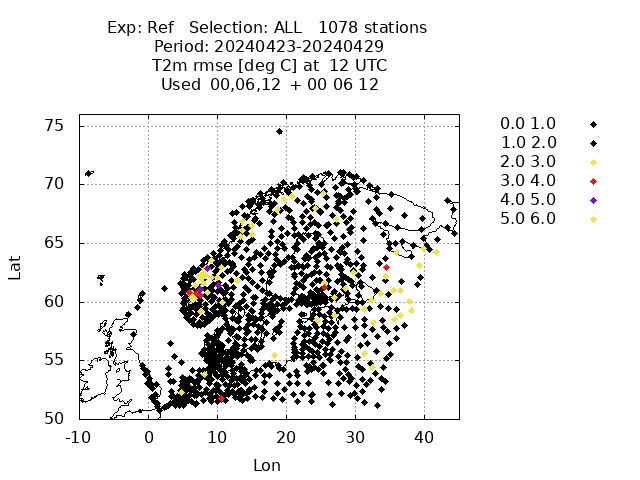 Exp: Ref   Selection: ALL   1078 stations
Period: 20240423-20240429
T2m rmse [deg C] at  12 UTC
Used  00,06,12  + 00 06 12
0.0 1.0
1.0 2.0
2.0 3.0
3.0 4.0
4.0 5.0
5.0 6.0
75
70
65
60
55
50
Lat
-10 0 10 20 30 40
Lon